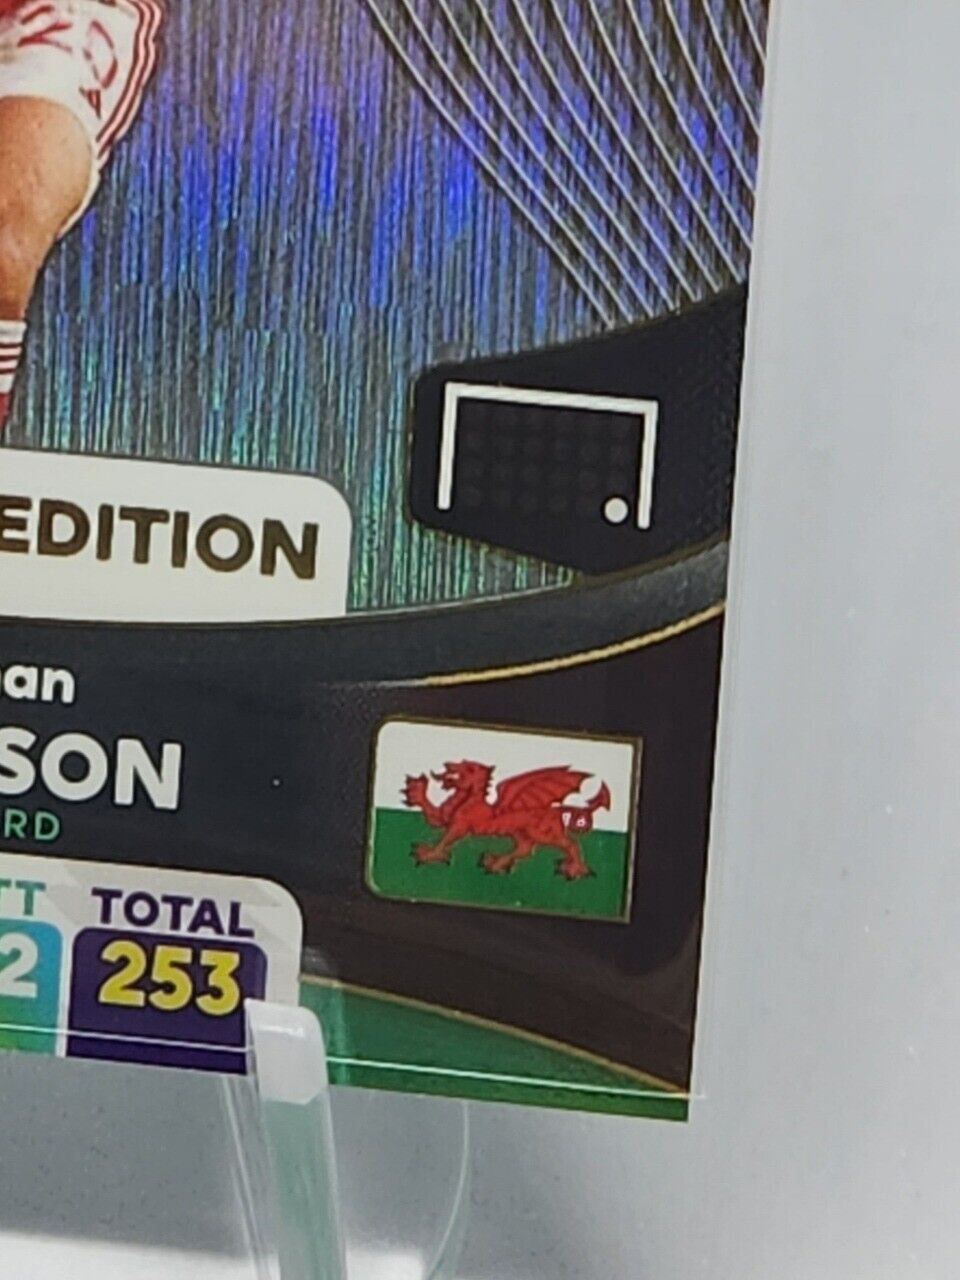 EDITION
an
SON
RD
TT TOTAL
2 253